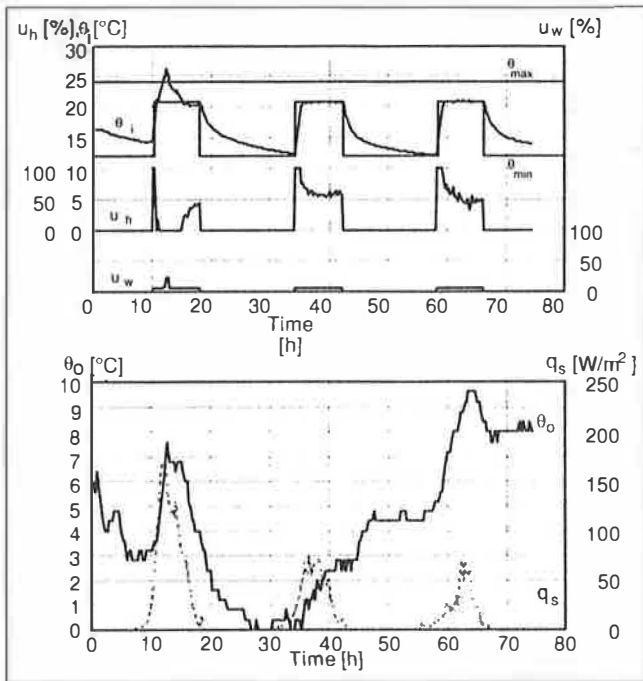 u_h [%],θ_i [°C] u_w [%]
30
25
20
15
100 10
50 5
0 0
θ_max
θ_i
θ_min
u_h
100
50
0
u_w
0 10 20 30 40 50 60 70 80
Time
[h]
θ_o [°C] q_s [W/m²]
10 250
9
8 200
7
6 150
5
4 100
3
2 50
1
0 0
θ_o
q_s
0 10 20 30 40 50 60 70 80
Time [h]